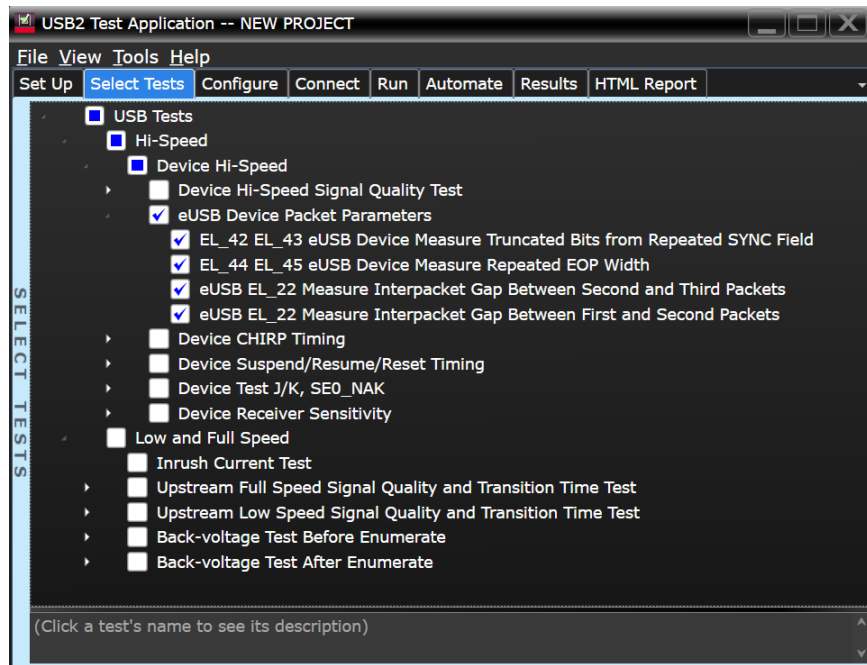 USB2 Test Application -- NEW PROJECT
File View Tools Help
Set Up Select Tests Configure Connect Run Automate Results HTML Report
SELECT TESTS
USB Tests
Hi-Speed
Device Hi-Speed
Device Hi-Speed Signal Quality Test
eUSB Device Packet Parameters
EL_42 EL_43 eUSB Device Measure Truncated Bits from Repeated SYNC Field
EL_44 EL_45 eUSB Device Measure Repeated EOP Width
eUSB EL_22 Measure Interpacket Gap Between Second and Third Packets
eUSB EL_22 Measure Interpacket Gap Between First and Second Packets
Device CHIRP Timing
Device Suspend/Resume/Reset Timing
Device Test J/K, SE0_NAK
Device Receiver Sensitivity
Low and Full Speed
Inrush Current Test
Upstream Full Speed Signal Quality and Transition Time Test
Upstream Low Speed Signal Quality and Transition Time Test
Back-voltage Test Before Enumerate
Back-voltage Test After Enumerate
(Click a test's name to see its description)